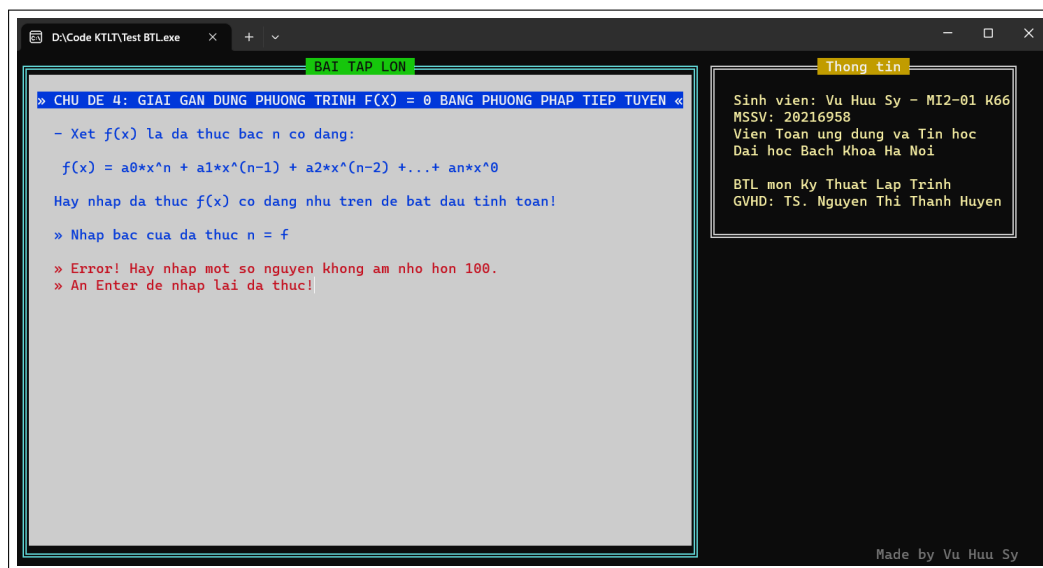 D:\Code KTLT\Test BTL.exe
BAI TAP LON
» CHU DE 4: GIAI GAN DUNG PHUONG TRINH F(X) = 0 BANG PHUONG PHAP TIEP TUYEN «
- Xet ƒ(x) la da thuc bac n co dang:
ƒ(x) = a0*x^n + a1*x^(n-1) + a2*x^(n-2) +...+ an*x^0
Hay nhap da thuc ƒ(x) co dang nhu tren de bat dau tinh toan!
» Nhap bac cua da thuc n = f
» Error! Hay nhap mot so nguyen khong am nho hon 100.
» An Enter de nhap lai da thuc!
Thong tin
Sinh vien: Vu Huu Sy - MI2-01 K66
MSSV: 20216958
Vien Toan ung dung va Tin hoc
Dai hoc Bach Khoa Ha Noi
BTL mon Ky Thuat Lap Trinh
GVHD: TS. Nguyen Thi Thanh Huyen
Made by Vu Huu Sy